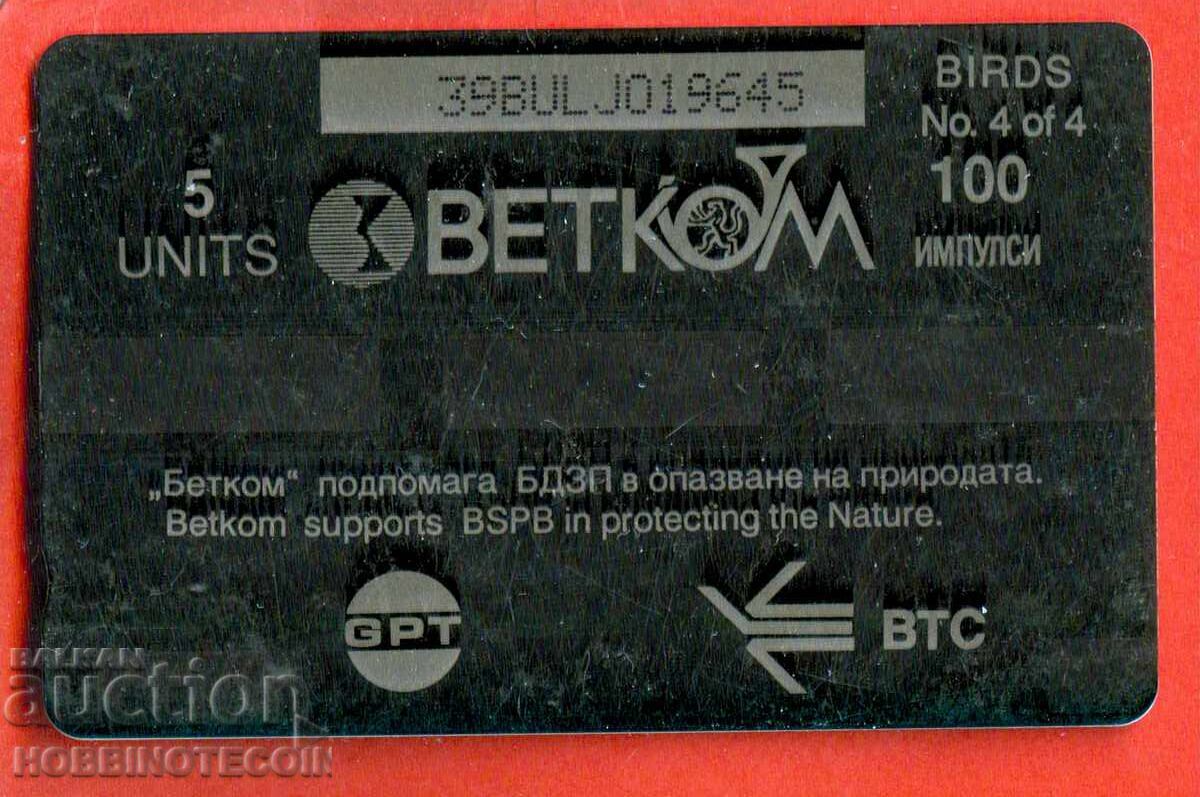 39BULJ019645
BIRDS
No. 4 of 4
100
ИМПУЛСИ
5
UNITS
BETKOM
„Бетком“ подпомага БДЗП в опазване на природата.
Betkom supports BSPB in protecting the Nature.
GPT
BTC
BALKAN
auction
HOBBINOTECOIN